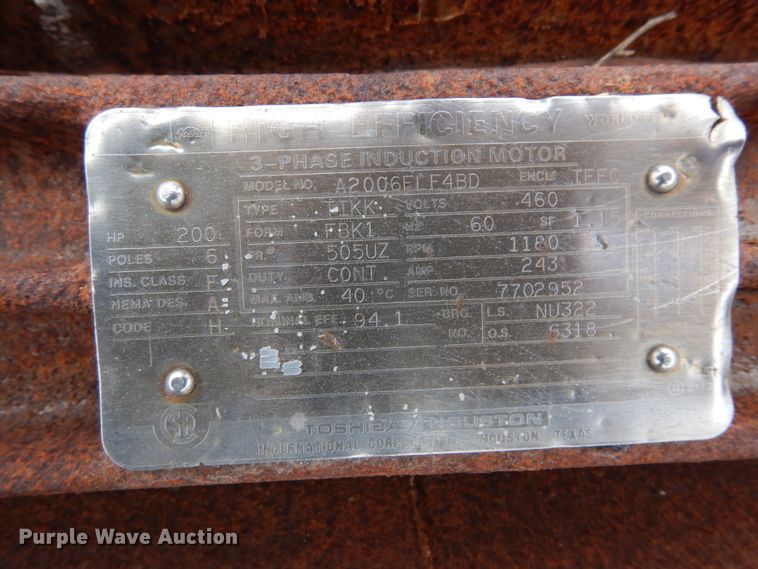 HIGH EFFICIENCY
3-PHASE INDUCTION MOTOR
MODEL NO. A2006FLF4BD ENCL. TEFC
TYPE TIKK VOLTS 460
HP 200 FORM FBK1 HZ 60 SF 1.15
POLES 6 FR. 505UZ RPM 1180
INS. CLASS F DUTY CONT. AMP 243
NEMA DES. A MAX. AMB. 40 °C SER. NO. 7702952
CODE H NOMINAL EFF. 94.1 BRG. NO. L.S. NU322
O.S. 6318
CONNECTIONS
TOSHIBA/HOUSTON
INTERNATIONAL CORPORATION HOUSTON, TEXAS
Purple Wave Auction